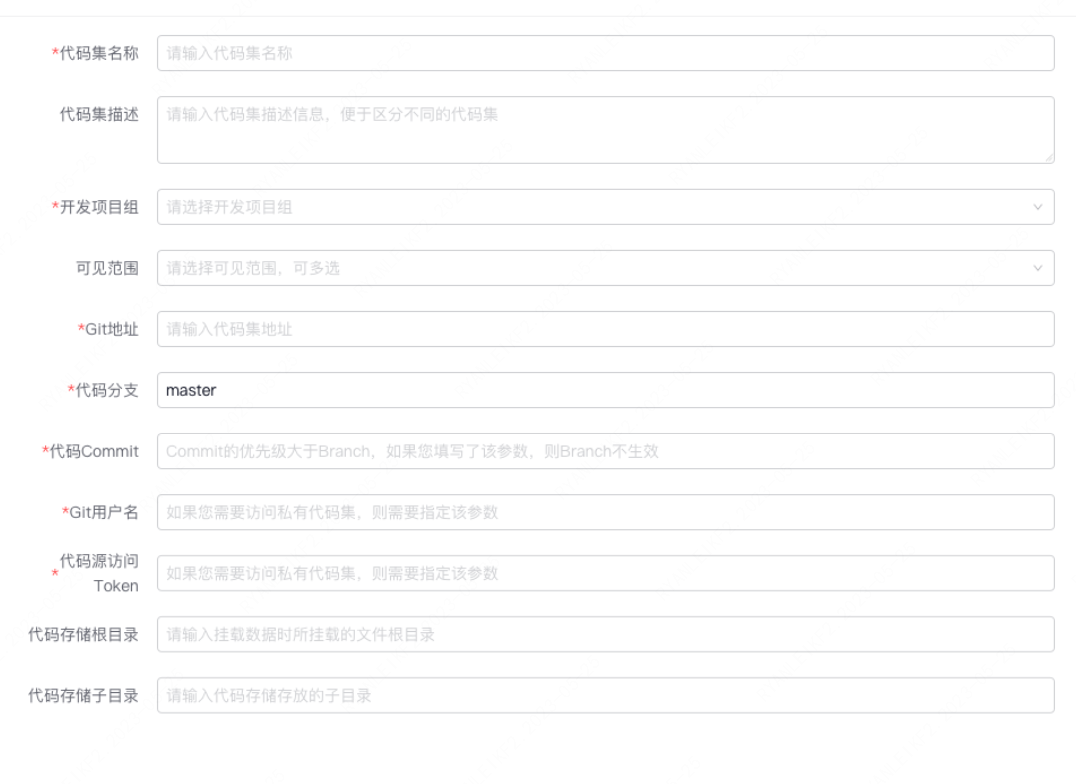 *代码集名称 请输入代码集名称
代码集描述 请输入代码集描述信息，便于区分不同的代码集
*开发项目组 请选择开发项目组
可见范围 请选择可见范围，可多选
*Git地址 请输入代码集地址
*代码分支 master
*代码Commit Commit的优先级大于Branch，如果您填写了该参数，则Branch不生效
*Git用户名 如果您需要访问私有代码集，则需要指定该参数
*代码源访问
Token 如果您需要访问私有代码集，则需要指定该参数
代码存储根目录 请输入挂载数据时所挂载的文件根目录
代码存储子目录 请输入代码存储存放的子目录